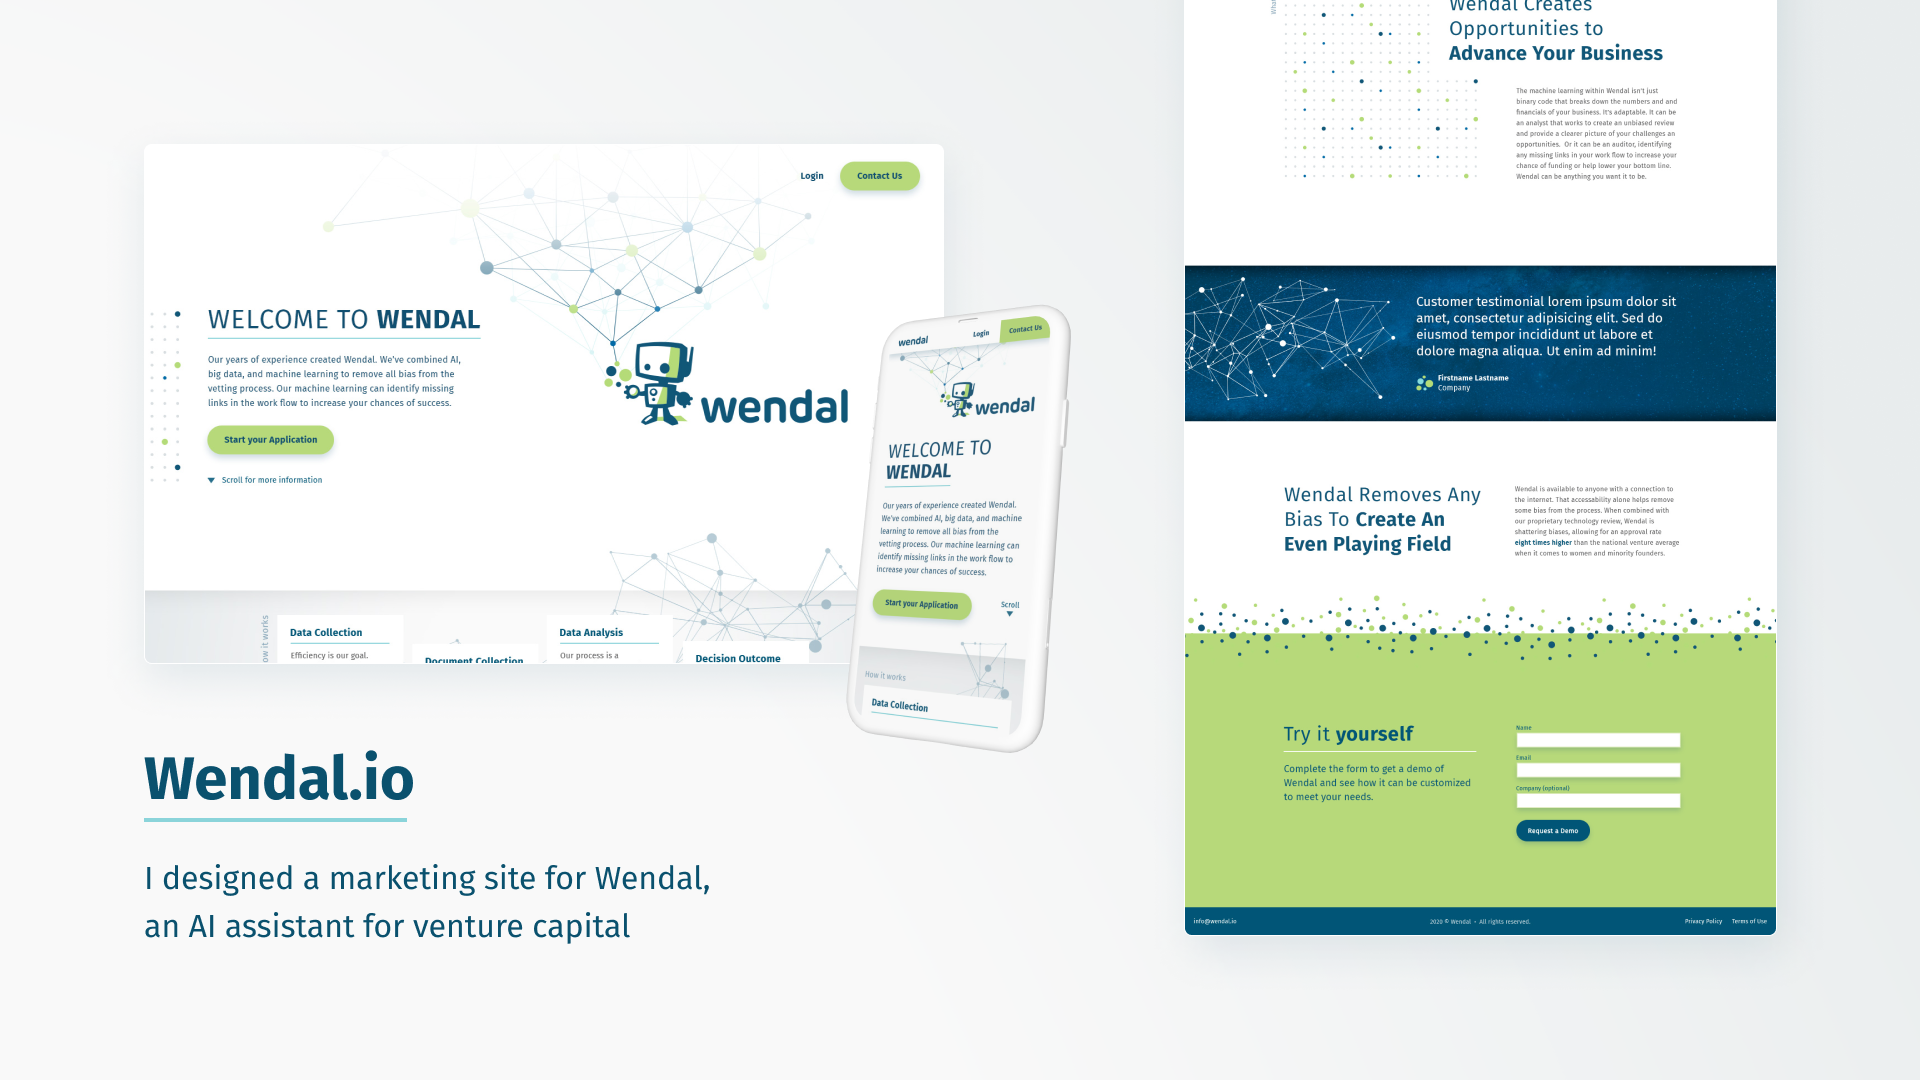 Login
Contact Us
WELCOME TO WENDAL
Our years of experience created Wendal. We've combined AI,
big data, and machine learning to remove all bias from the
vetting process. Our machine learning can identify missing
links in the work flow to increase your chances of success.
Start your Application
Scroll for more information
wendal
ow it works
Data Collection
Efficiency is our goal.
Document Collection
Data Analysis
Our process is a
Decision Outcome
wendal
Login
Contact Us
wendal
WELCOME TO
WENDAL
Our years of experience created Wendal.
We've combined AI, big data, and machine
learning to remove all bias from the
vetting process. Our machine learning can
identify missing links in the work flow to
increase your chances of success.
Start your Application
Scroll
How it works
Data Collection
Wendal.io
I designed a marketing site for Wendal,
an AI assistant for venture capital
What
Wendal Creates
Opportunities to
Advance Your Business
The machine learning within Wendal isn't just
binary code that breaks down the numbers and and
financials of your business. It's adaptable. It can be
an analyst that works to create an unbiased review
and provide a clearer picture of your challenges an
opportunities. Or it can be an auditor, identifying
any missing links in your work flow to increase your
chance of funding or help lower your bottom line.
Wendal can be anything you want it to be.
Customer testimonial lorem ipsum dolor sit
amet, consectetur adipisicing elit. Sed do
eiusmod tempor incididunt ut labore et
dolore magna aliqua. Ut enim ad minim!
Firstname Lastname
Company
Wendal Removes Any
Bias To Create An
Even Playing Field
Wendal is available to anyone with a connection to
the internet. That accessability alone helps remove
some bias from the process. When combined with
our proprietary technology review, Wendal is
shattering biases, allowing for an approval rate
eight times higher than the national venture average
when it comes to women and minority founders.
Try it yourself
Complete the form to get a demo of
Wendal and see how it can be customized
to meet your needs.
Name
Email
Company (optional)
Request a Demo
info@wendal.io
2020 © Wendal • All rights reserved.
Privacy Policy
Terms of Use